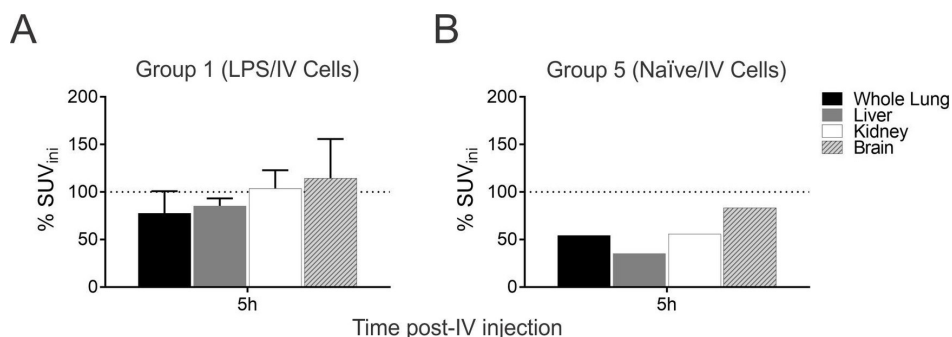 A
B
Group 1 (LPS/IV Cells)
Group 5 (Naïve/IV Cells)
200
150
100
50
0
% SUVini
5h
200
150
100
50
0
% SUVini
5h
Whole Lung
Liver
Kidney
Brain
Time post-IV injection